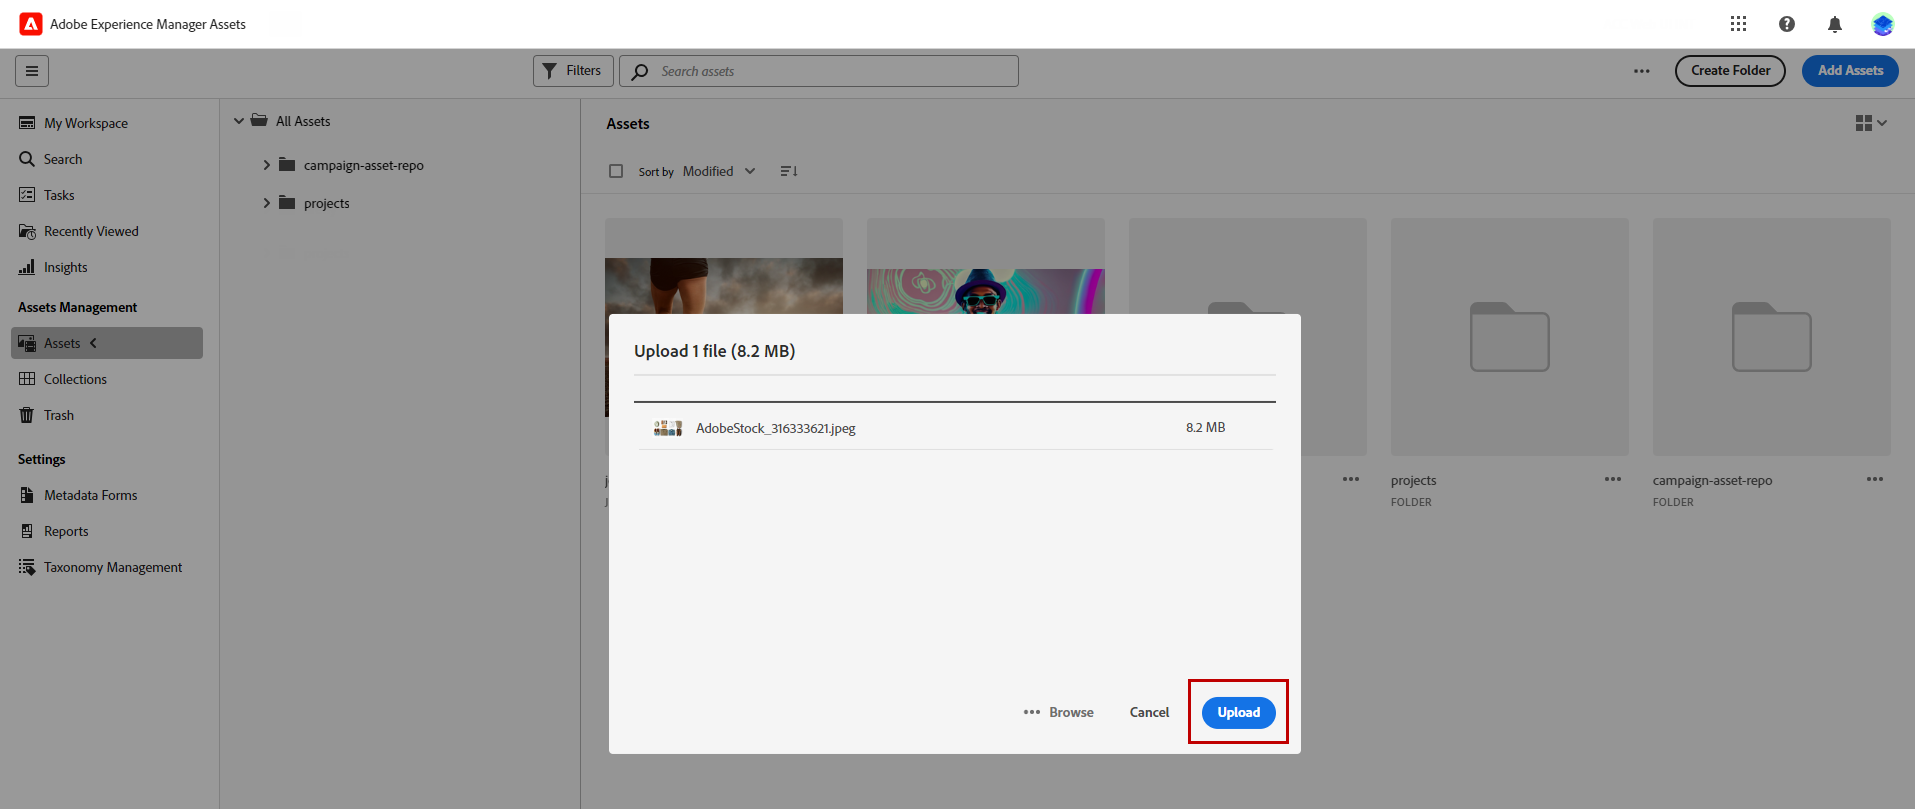 Adobe Experience Manager Assets
Filters
Search assets
Create Folder
Add Assets
My Workspace
Search
Tasks
Recently Viewed
Insights
Assets Management
Assets
Collections
Trash
Settings
Metadata Forms
Reports
Taxonomy Management
All Assets
campaign-asset-repo
projects
Assets
Sort by Modified
Upload 1 file (8.2 MB)
AdobeStock_316333621.jpeg 8.2 MB
Browse
Cancel
Upload
projects
FOLDER
campaign-asset-repo
FOLDER